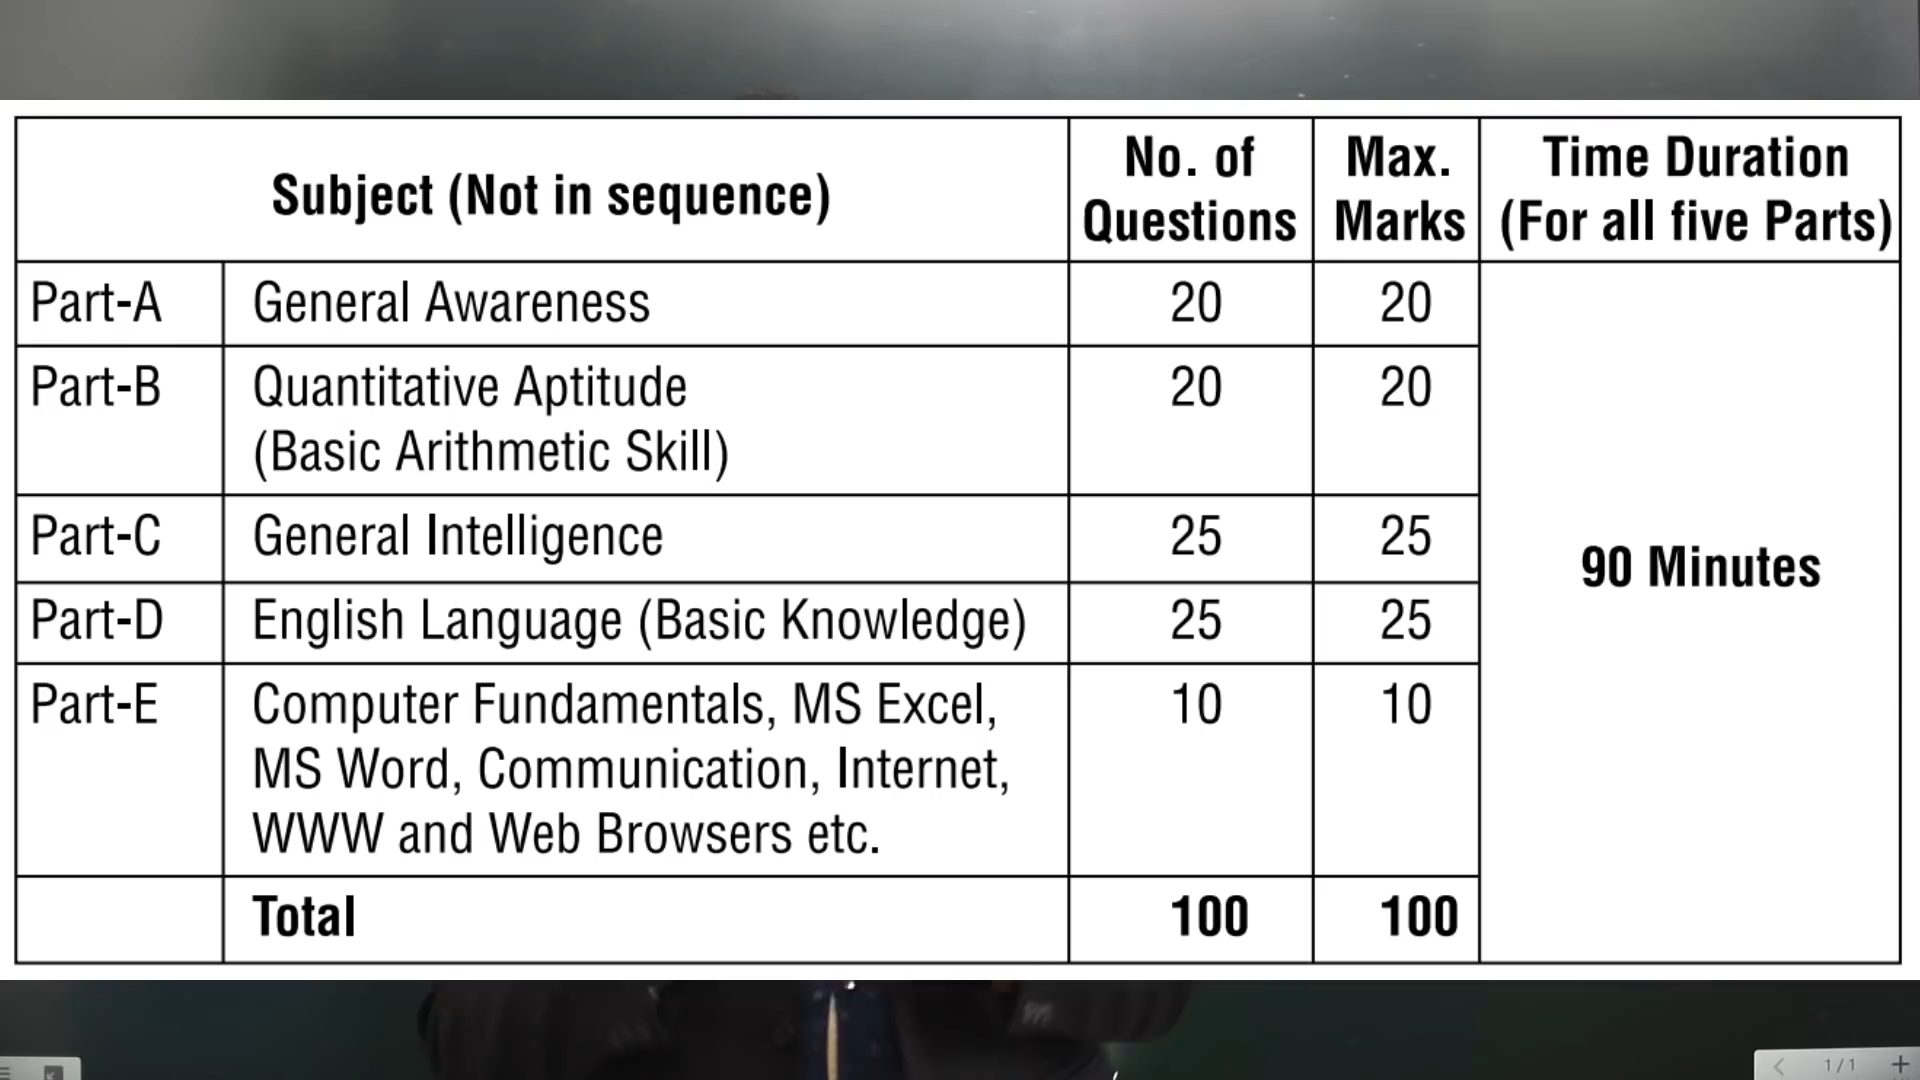 Subject (Not in sequence)
No. of
Questions
Max.
Marks
Time Duration
(For all five Parts)
Part-A
General Awareness
20
20
Part-B
Quantitative Aptitude
(Basic Arithmetic Skill)
20
20
Part-C
General Intelligence
25
25
90 Minutes
Part-D
English Language (Basic Knowledge)
25
25
Part-E
Computer Fundamentals, MS Excel,
MS Word, Communication, Internet,
WWW and Web Browsers etc.
10
10
Total
100
100
1/1